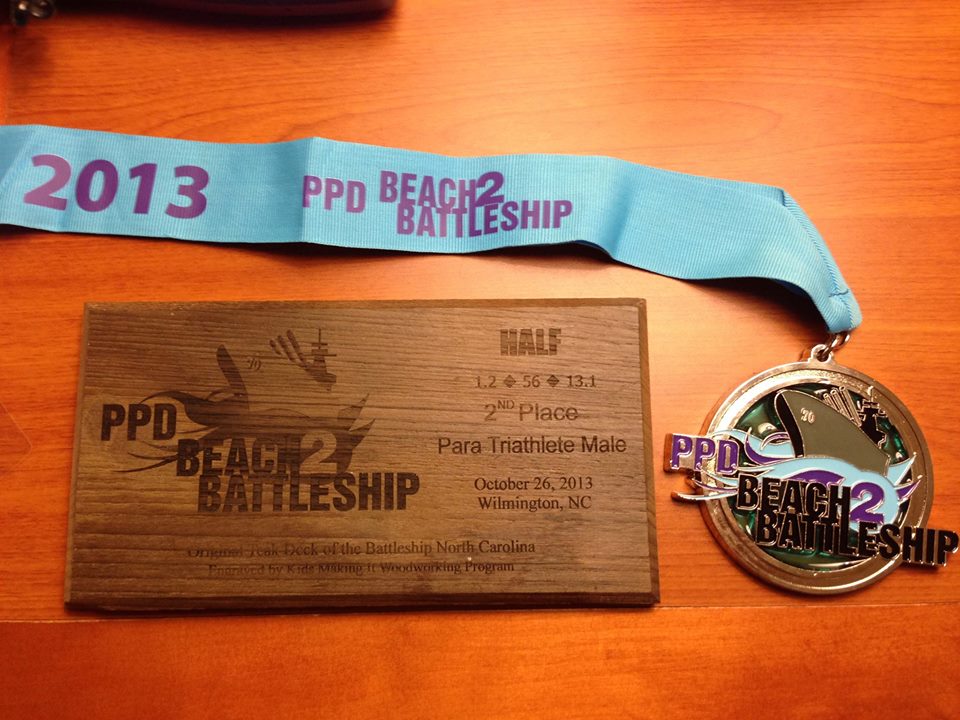 2013
PPD BEACH2
BATTLESHIP
HALF
1.2 ◆ 56 ◆ 13.1
2ND Place
Para Triathlete Male
October 26, 2013
Wilmington, NC
PPD
BEACH2
BATTLESHIP
Original Teak Deck of the Battleship North Carolina
Engraved by Kids Making It Woodworking Program
PPD
BEACH2
BATTLESHIP